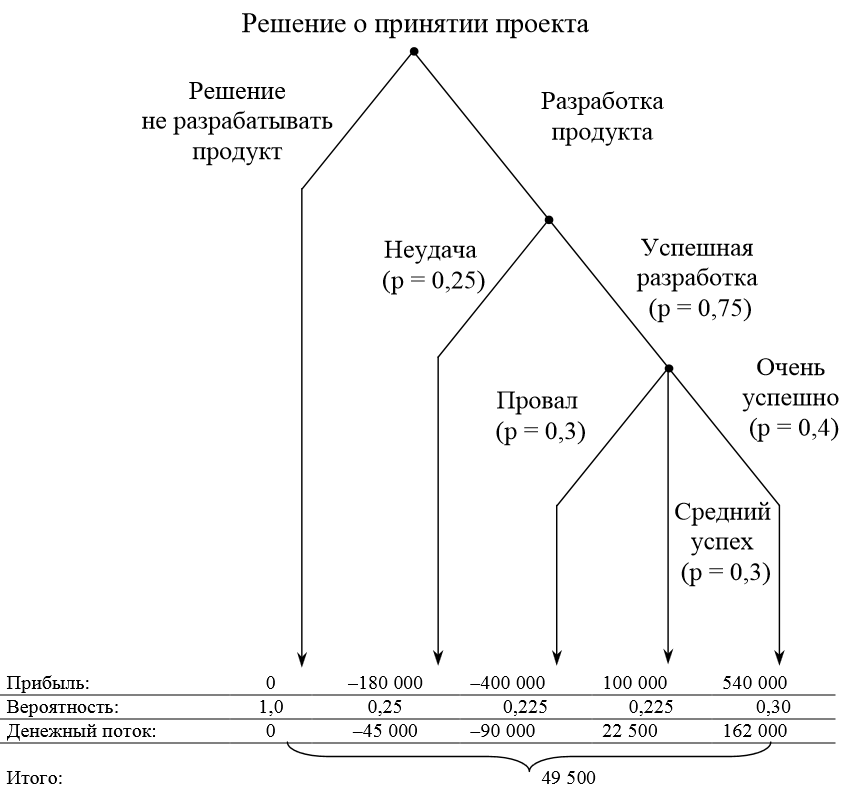 Решение о принятии проекта
Решение
не разрабатывать
продукт
Разработка
продукта
Неудача
(p = 0,25)
Успешная
разработка
(p = 0,75)
Провал
(p = 0,3)
Очень
успешно
(p = 0,4)
Средний
успех
(p = 0,3)
Прибыль: 0 –180 000 –400 000 100 000 540 000
Вероятность: 1,0 0,25 0,225 0,225 0,30
Денежный поток: 0 –45 000 –90 000 22 500 162 000
Итого: 49 500